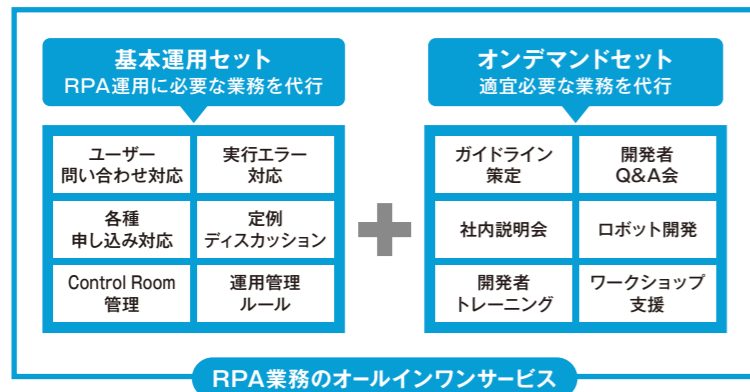 基本運用セット
RPA運用に必要な業務を代行
ユーザー
問い合わせ対応
実行エラー
対応
各種
申し込み対応
定例
ディスカッション
Control Room
管理
運用管理
ルール
オンデマンドセット
適宜必要な業務を代行
ガイドライン
策定
開発者
Q&A会
社内説明会
ロボット開発
開発者
トレーニング
ワークショップ
支援
RPA業務のオールインワンサービス